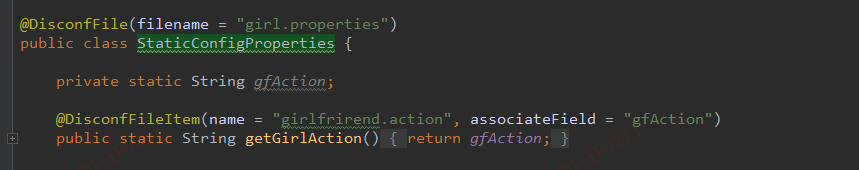 @DisconfFile(filename = "girl.properties")
public class StaticConfigProperties {
private static String gfAction;
@DisconfFileItem(name = "girlfrirend.action", associateField = "gfAction")
public static String getGirlAction() { return gfAction; }